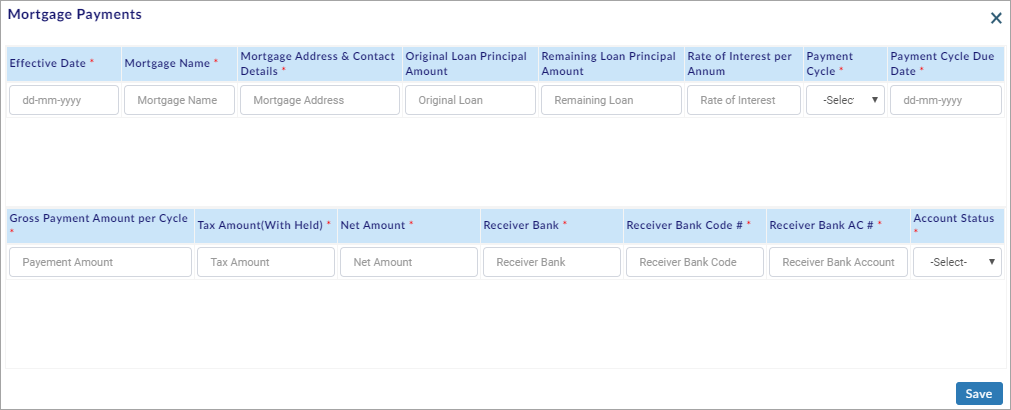 Mortgage Payments
Effective Date *
Mortgage Name *
Mortgage Address & Contact
Details *
Original Loan Principal
Amount
Remaining Loan Principal
Amount
Rate of Interest per
Annum
Payment
Cycle *
Payment Cycle Due
Date *
dd-mm-yyyy
Mortgage Name
Mortgage Address
Original Loan
Remaining Loan
Rate of Interest
-Selec
dd-mm-yyyy
Gross Payment Amount per Cycle
*
Tax Amount(With Held) *
Net Amount *
Receiver Bank *
Receiver Bank Code # *
Receiver Bank AC # *
Account Status
*
Payement Amount
Tax Amount
Net Amount
Receiver Bank
Receiver Bank Code
Receiver Bank Account
-Select-
Save